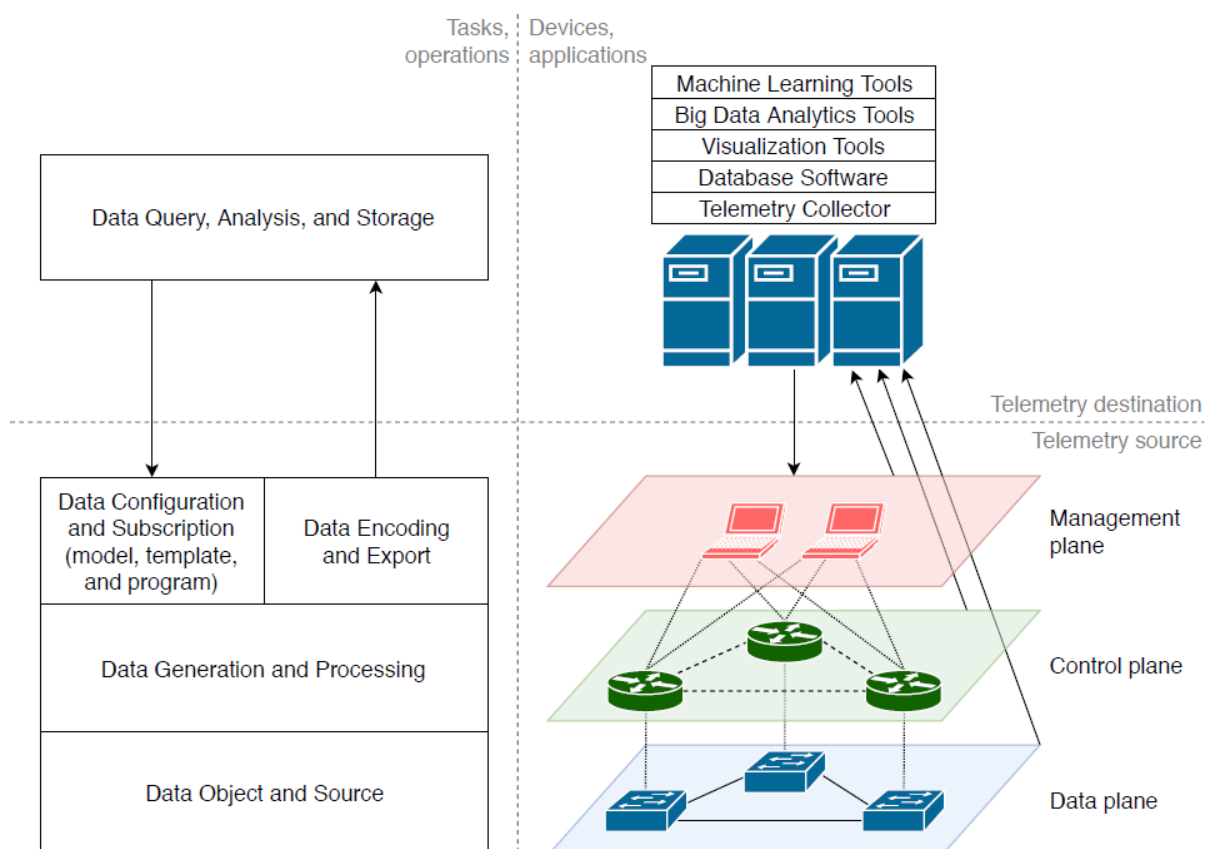 Tasks,
operations
Devices,
applications
Machine Learning Tools
Big Data Analytics Tools
Visualization Tools
Database Software
Telemetry Collector
Data Query, Analysis, and Storage
Telemetry destination
Telemetry source
Data Configuration
and Subscription
(model, template,
and program)
Data Encoding
and Export
Management
plane
Data Generation and Processing
Control plane
Data Object and Source
Data plane